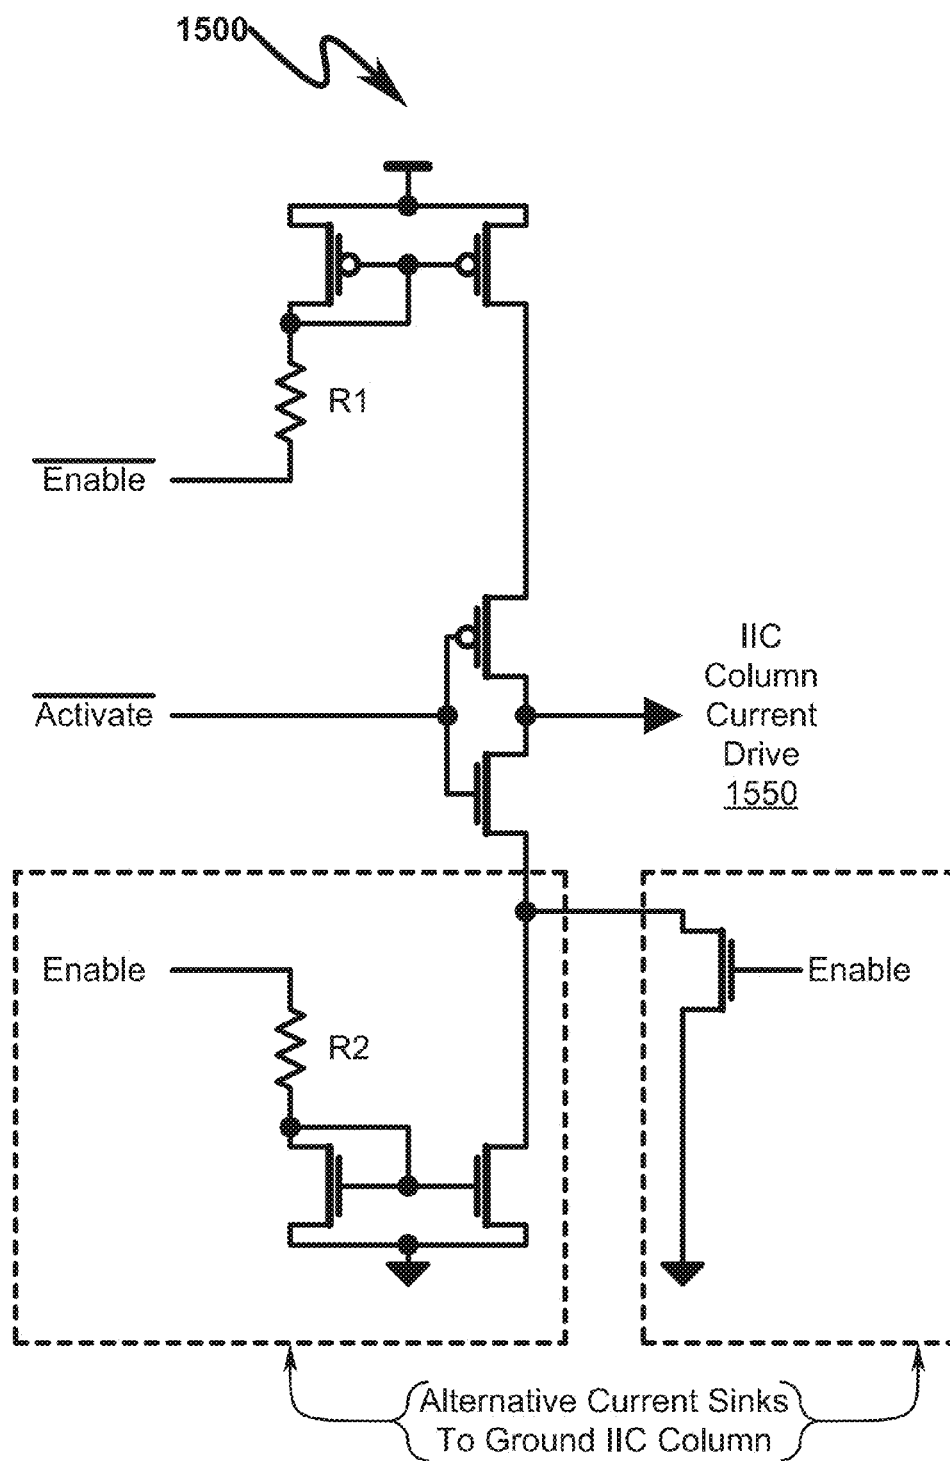 1500
R1
Enable
Activate
IIC
Column
Current
Drive
1550
Enable
Enable
R2
Alternative Current Sinks
To Ground IIC Column